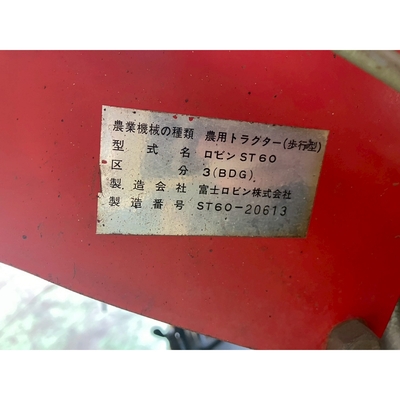 農業機械の種類 農用トラクター(歩行型)
型式名 ロビンST60
区分 3(BDG)
製造会社 富士ロビン株式会社
製造番号 ST60-20613